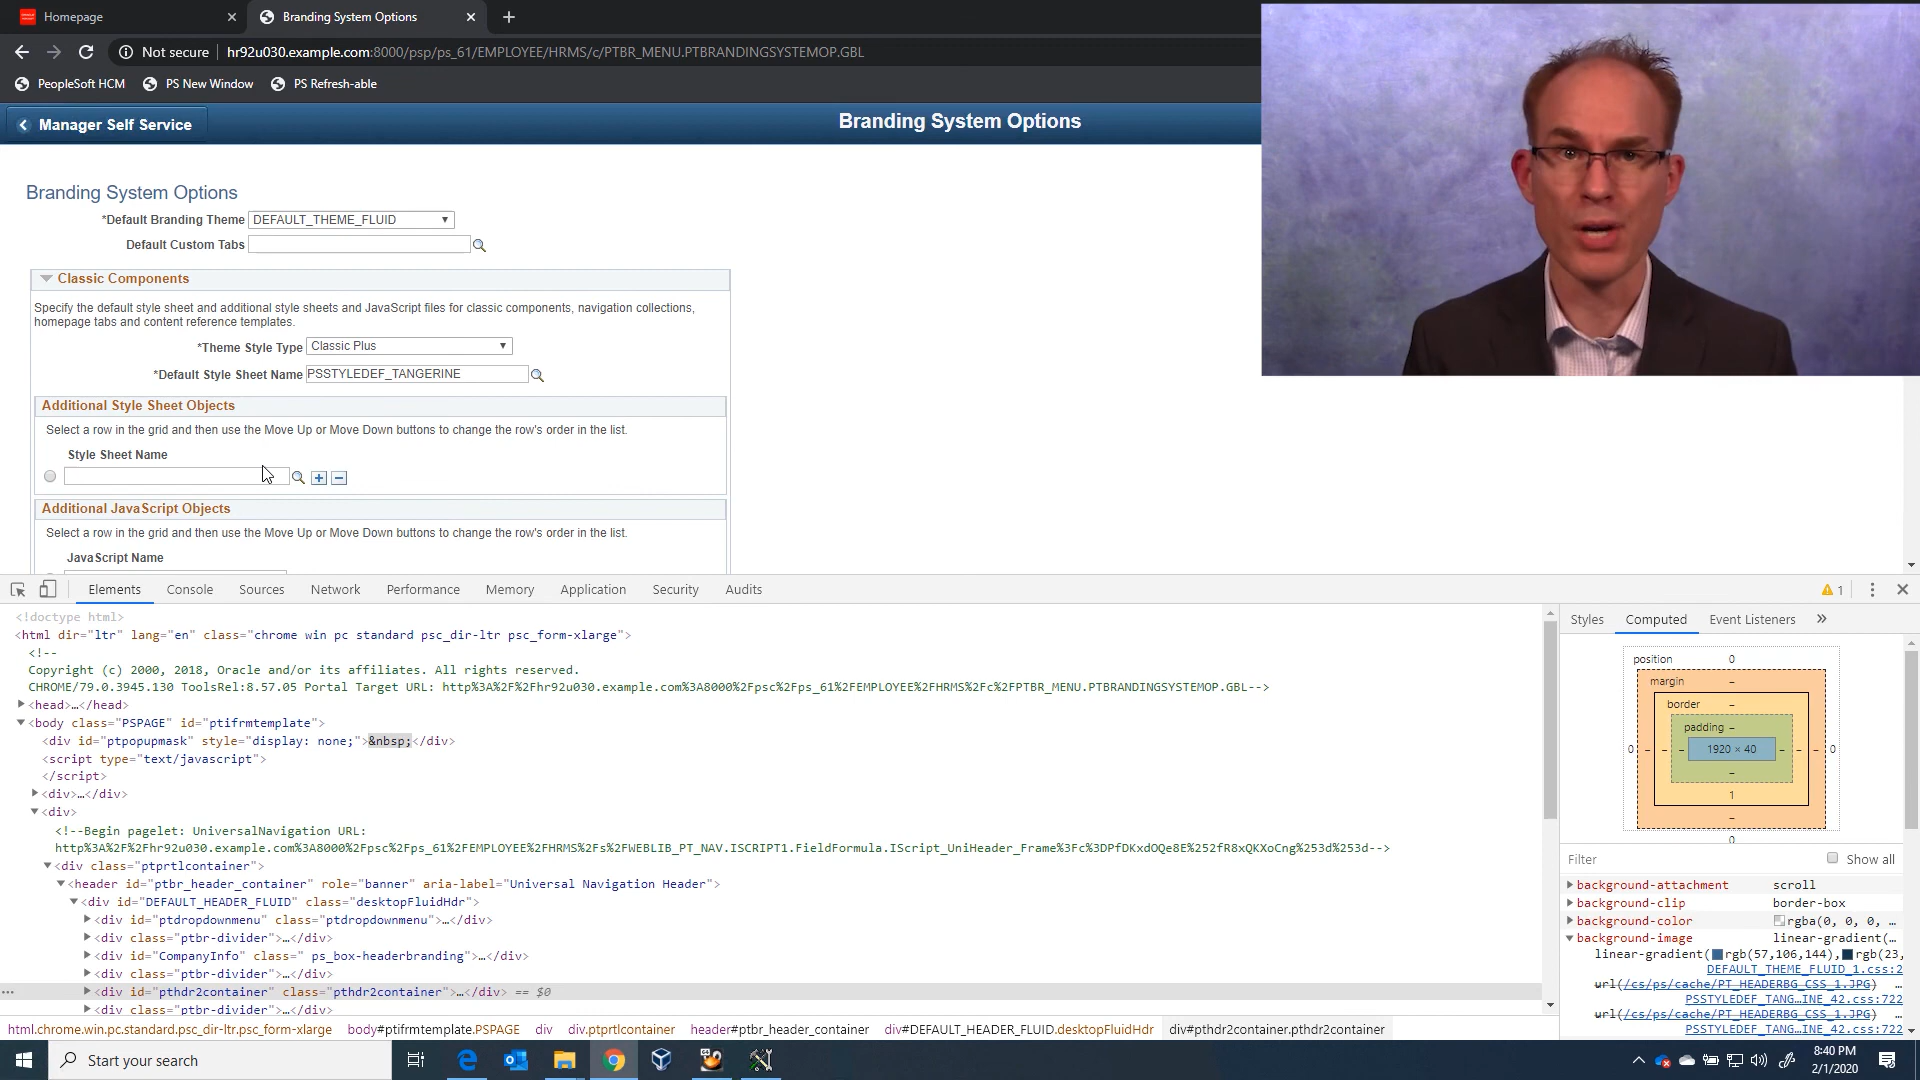 Homepage
Branding System Options
Not secure
hr92u030.example.com:8000/psp/ps_61/EMPLOYEE/HRMS/c/PTBR_MENU.PTBRANDINGSYSTEMOP.GBL
PeopleSoft HCM
PS New Window
PS Refresh-able
Manager Self Service
Branding System Options
Branding System Options
*Default Branding Theme DEFAULT_THEME_FLUID
Default Custom Tabs
Classic Components
Specify the default style sheet and additional style sheets and JavaScript files for classic components, navigation collections,
homepage tabs and content reference templates.
*Theme Style Type Classic Plus
*Default Style Sheet Name PSSTYLEDEF_TANGERINE
Additional Style Sheet Objects
Select a row in the grid and then use the Move Up or Move Down buttons to change the row's order in the list.
Style Sheet Name
Additional JavaScript Objects
Select a row in the grid and then use the Move Up or Move Down buttons to change the row's order in the list.
JavaScript Name
Elements Console Sources Network Performance Memory Application Security Audits 1
<!doctype html>
<html dir="ltr" lang="en" class="chrome win pc standard psc_dir-ltr psc_form-xlarge">
<!--
Copyright (c) 2000, 2018, Oracle and/or its affiliates. All rights reserved.
CHROME/79.0.3945.130 ToolsRel:8.57.05 Portal Target URL: http%3A%2F%2Fhr92u030.example.com%3A8000%2Fpsc%2Fps_61%2FEMPLOYEE%2FHRMS%2Fc%2FPTBR_MENU.PTBRANDINGSYSTEMOP.GBL-->
<head>…</head>
<body class="PSPAGE" id="ptifrmtemplate">
<div id="ptpopupmask" style="display: none;">&nbsp;</div>
<script type="text/javascript">
</script>
<div>…</div>
<div>
<!--Begin pagelet: UniversalNavigation URL:
http%3A%2F%2Fhr92u030.example.com%3A8000%2Fpsc%2Fps_61%2FEMPLOYEE%2FHRMS%2Fs%2FWEBLIB_PT_NAV.ISCRIPT1.FieldFormula.IScript_UniHeader_Frame%3Fc%3DPfDKxdOQe8E%252fR8xQKXoCng%253d%253d-->
<div class="ptprtlcontainer">
<header id="ptbr_header_container" role="banner" aria-label="Universal Navigation Header">
<div id="DEFAULT_HEADER_FLUID" class="desktopFluidHdr">
<div id="ptdropdownmenu" class="ptdropdownmenu">…</div>
<div class="ptbr-divider">…</div>
<div id="CompanyInfo" class=" ps_box-headerbranding">…</div>
<div class="ptbr-divider">…</div>
<div id="pthdr2container" class="pthdr2container">…</div> == $0
<div class="ptbr-divider">…</div>
html.chrome.win.pc.standard.psc_dir-ltr.psc_form-xlarge body#ptifrmtemplate.PSPAGE div div.ptprtlcontainer header#ptbr_header_container div#DEFAULT_HEADER_FLUID.desktopFluidHdr div#pthdr2container.pthdr2container
Styles Computed Event Listeners
position 0
margin –
border –
padding –
0 – – – 1920 × 40 – – – 0
–
1
–
0
Filter Show all
background-attachment scroll
background-clip border-box
background-color rgba(0, 0, 0, …
background-image linear-gradient(…
linear-gradient( rgb(57,106,144), rgb(23,
DEFAULT_THEME_FLUID_1.css:2
url(/cs/ps/cache/PT_HEADERBG_CSS_1.JPG) …
PSSTYLEDEF_TANG…INE_42.css:722
url(/cs/ps/cache/PT_HEADERBG_CSS_1.JPG) …
PSSTYLEDEF_TANG…INE_42.css:722
Start your search
8:40 PM
2/1/2020